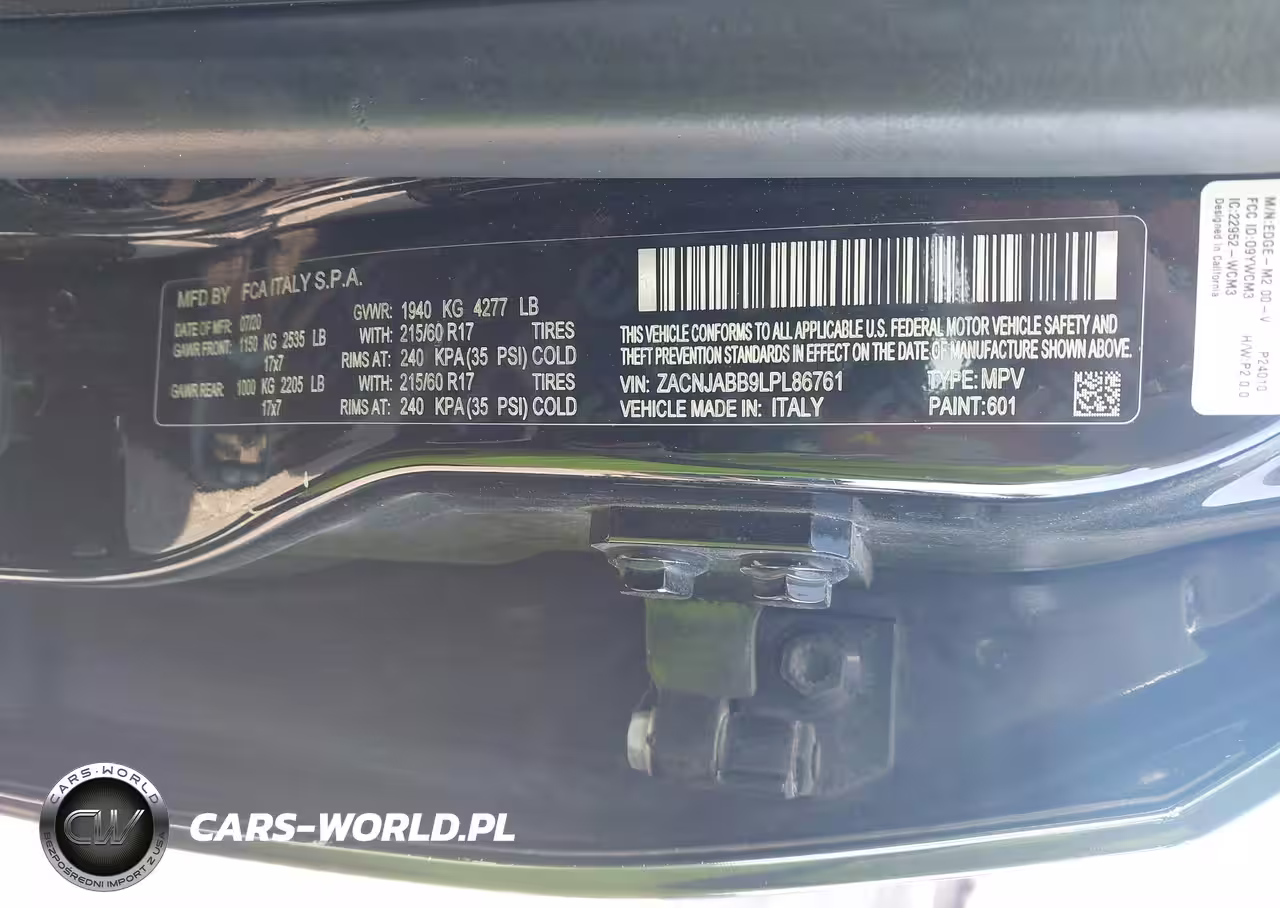 MFD BY FCA ITALY S.P.A.
DATE OF MFR: 07/20 GVWR: 1940 KG 4277 LB
GAWR FRONT: 1150 KG 2535 LB WITH: 215/60 R17 TIRES
17x7 RIMS AT: 240 KPA(35 PSI) COLD
GAWR REAR: 1000 KG 2205 LB WITH: 215/60 R17 TIRES
17x7 RIMS AT: 240 KPA(35 PSI) COLD
THIS VEHICLE CONFORMS TO ALL APPLICABLE U.S. FEDERAL MOTOR VEHICLE SAFETY AND
THEFT PREVENTION STANDARDS IN EFFECT ON THE DATE OF MANUFACTURE SHOWN ABOVE.
VIN: ZACNJABB9LPL86761 TYPE: MPV
VEHICLE MADE IN: ITALY PAINT:601
M/N:EDGE-M2.00-V P24010
FCC ID:O9YWCM3 H/W:P2.0.0
IC:22952-WCM3
Designed in California
CARS-WORLD
CW
BEZPOŚREDNI IMPORT Z USA
CARS-WORLD.PL